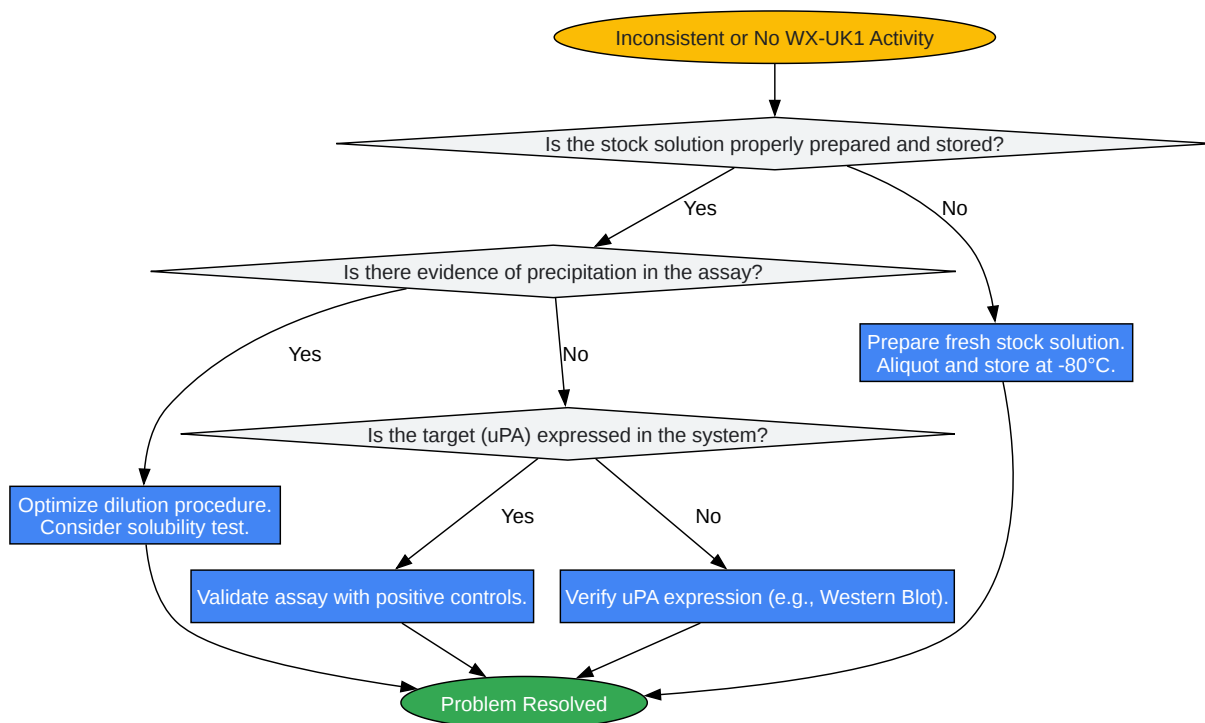 Inconsistent or No WX-UK1 Activity
Is the stock solution properly prepared and stored?
Yes
No
Is there evidence of precipitation in the assay?
Yes
No
Prepare fresh stock solution.
Aliquot and store at -80°C.
Is the target (uPA) expressed in the system?
Optimize dilution procedure.
Consider solubility test.
Yes
No
Validate assay with positive controls.
Verify uPA expression (e.g., Western Blot).
Problem Resolved